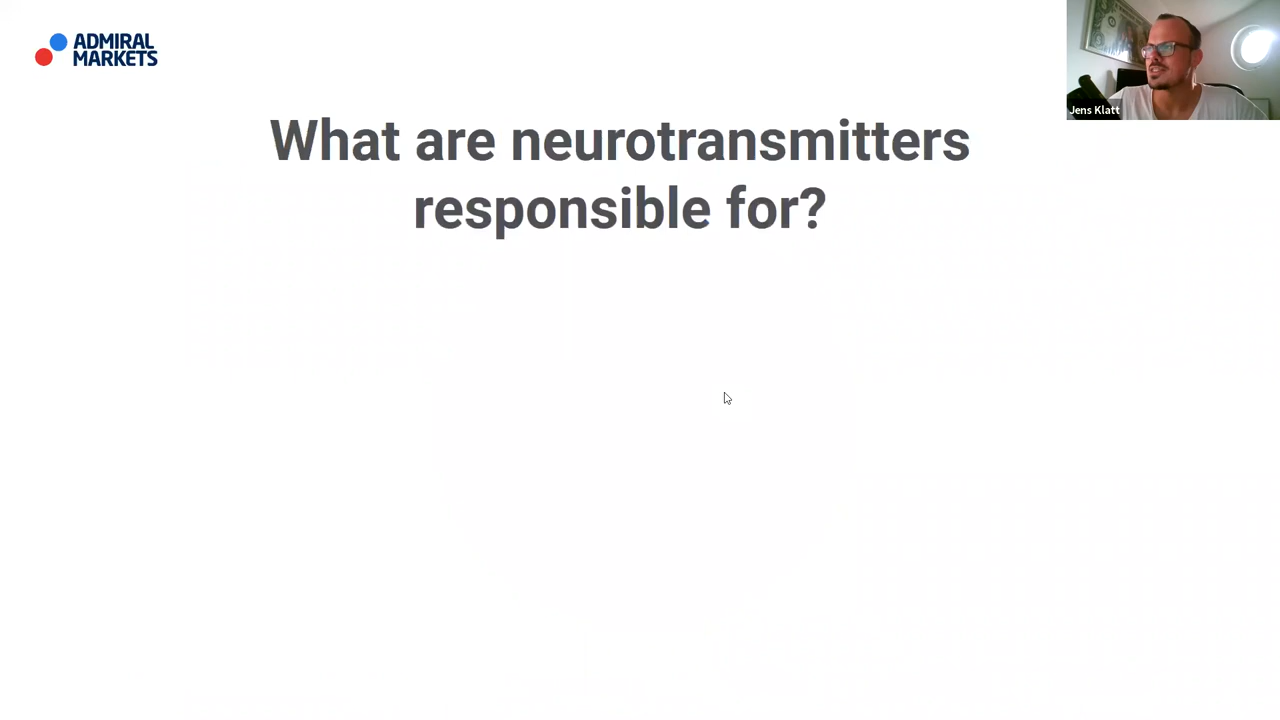 ADMIRAL
MARKETS
Jens Klatt
What are neurotransmitters
responsible for?